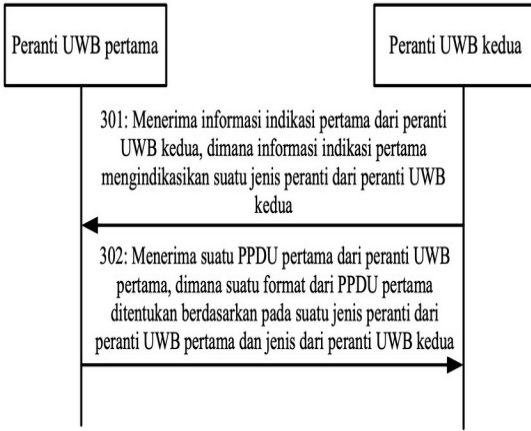 Peranti UWB pertama
Peranti UWB kedua
301: Menerima informasi indikasi pertama dari peranti
UWB kedua, dimana informasi indikasi pertama
mengindikasikan suatu jenis peranti dari peranti UWB
kedua
302: Menerima suatu PPDU pertama dari peranti UWB
pertama, dimana suatu format dari PPDU pertama
ditentukan berdasarkan pada suatu jenis peranti dari
peranti UWB pertama dan jenis dari peranti UWB kedua